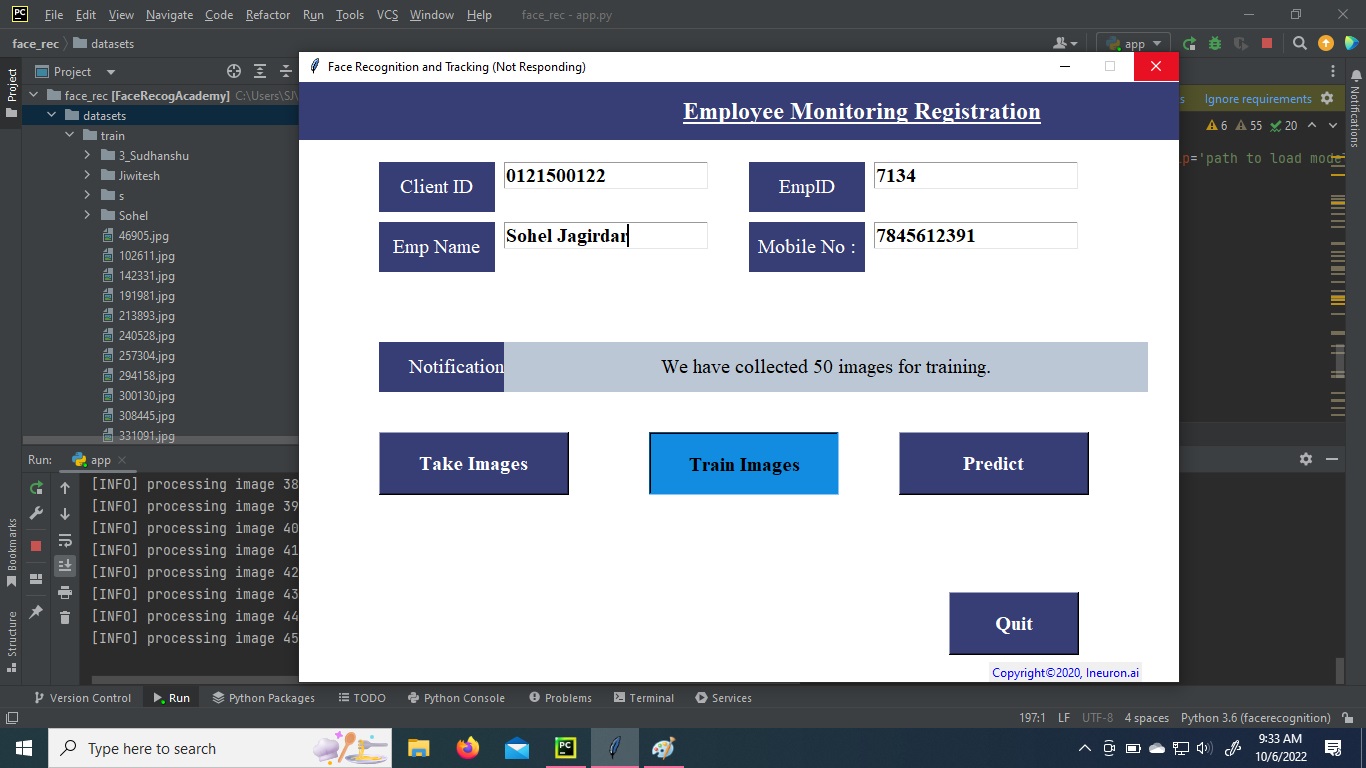 PC File Edit View Navigate Code Refactor Run Tools VCS Window Help face_rec - app.py
face_rec datasets app
Project
Face Recognition and Tracking (Not Responding)
face_rec [FaceRecogAcademy] C:\Users\SJ\
Ignore requirements
datasets
6 55 20
train
3_Sudhanshu
Jiwitesh
s
Sohel
46905.jpg
102611.jpg
142331.jpg
191981.jpg
213893.jpg
240528.jpg
257304.jpg
294158.jpg
300130.jpg
308445.jpg
331091.jpg
Project
Notifications
p='path to load mode
Employee Monitoring Registration
Client ID 0121500122 EmpID 7134
Emp Name Sohel Jagirdar Mobile No : 7845612391
Notification We have collected 50 images for training.
Take Images Train Images Predict
Quit
Copyright©2020, Ineuron.ai
Run: app
[INFO] processing image 38
[INFO] processing image 39
[INFO] processing image 40
[INFO] processing image 41
[INFO] processing image 42
[INFO] processing image 43
[INFO] processing image 44
[INFO] processing image 45
Bookmarks
Structure
Version Control Run Python Packages TODO Python Console Problems Terminal Services
197:1 LF UTF-8 4 spaces Python 3.6 (facerecognition)
Type here to search PC 9:33 AM
10/6/2022